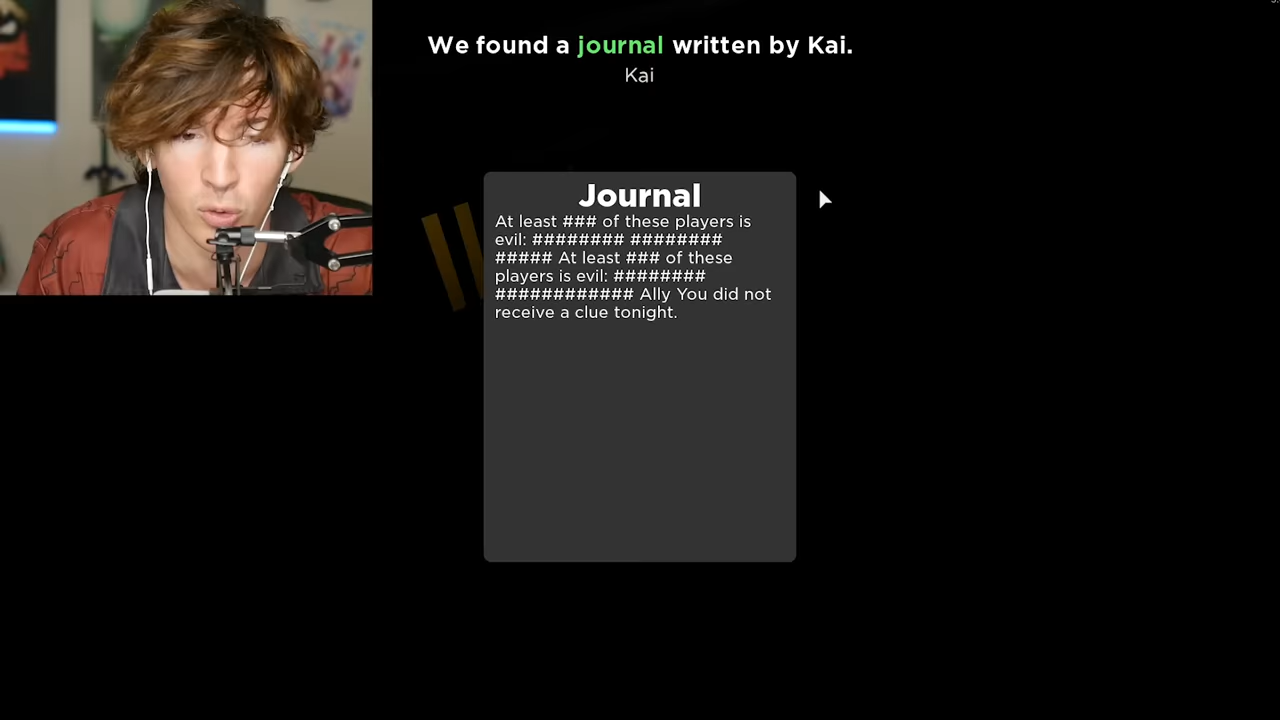 We found a journal written by Kai.
Kai
Journal
At least ### of these players is
evil: ######## ########
##### At least ### of these
players is evil: ########
############ Ally You did not
receive a clue tonight.